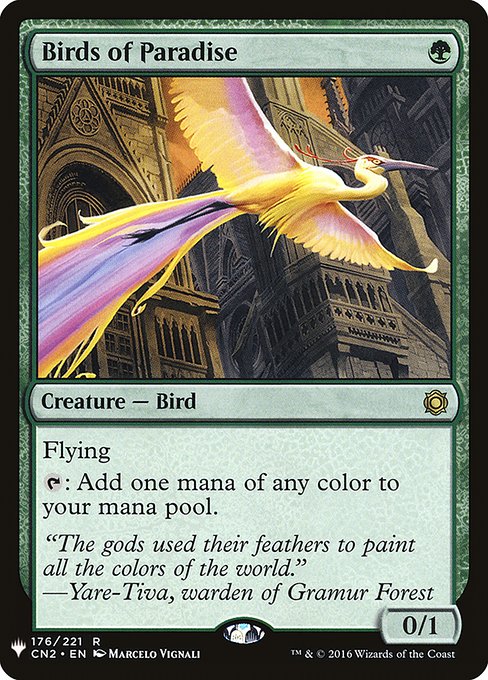 Birds of Paradise
Creature — Bird
Flying
: Add one mana of any color to
your mana pool.
“The gods used their feathers to paint
all the colors of the world.”
—Yare-Tiva, warden of Gramur Forest
0/1
176/221 R
CN2 • EN Marcelo Vignali
™ & © 2016 Wizards of the Coast